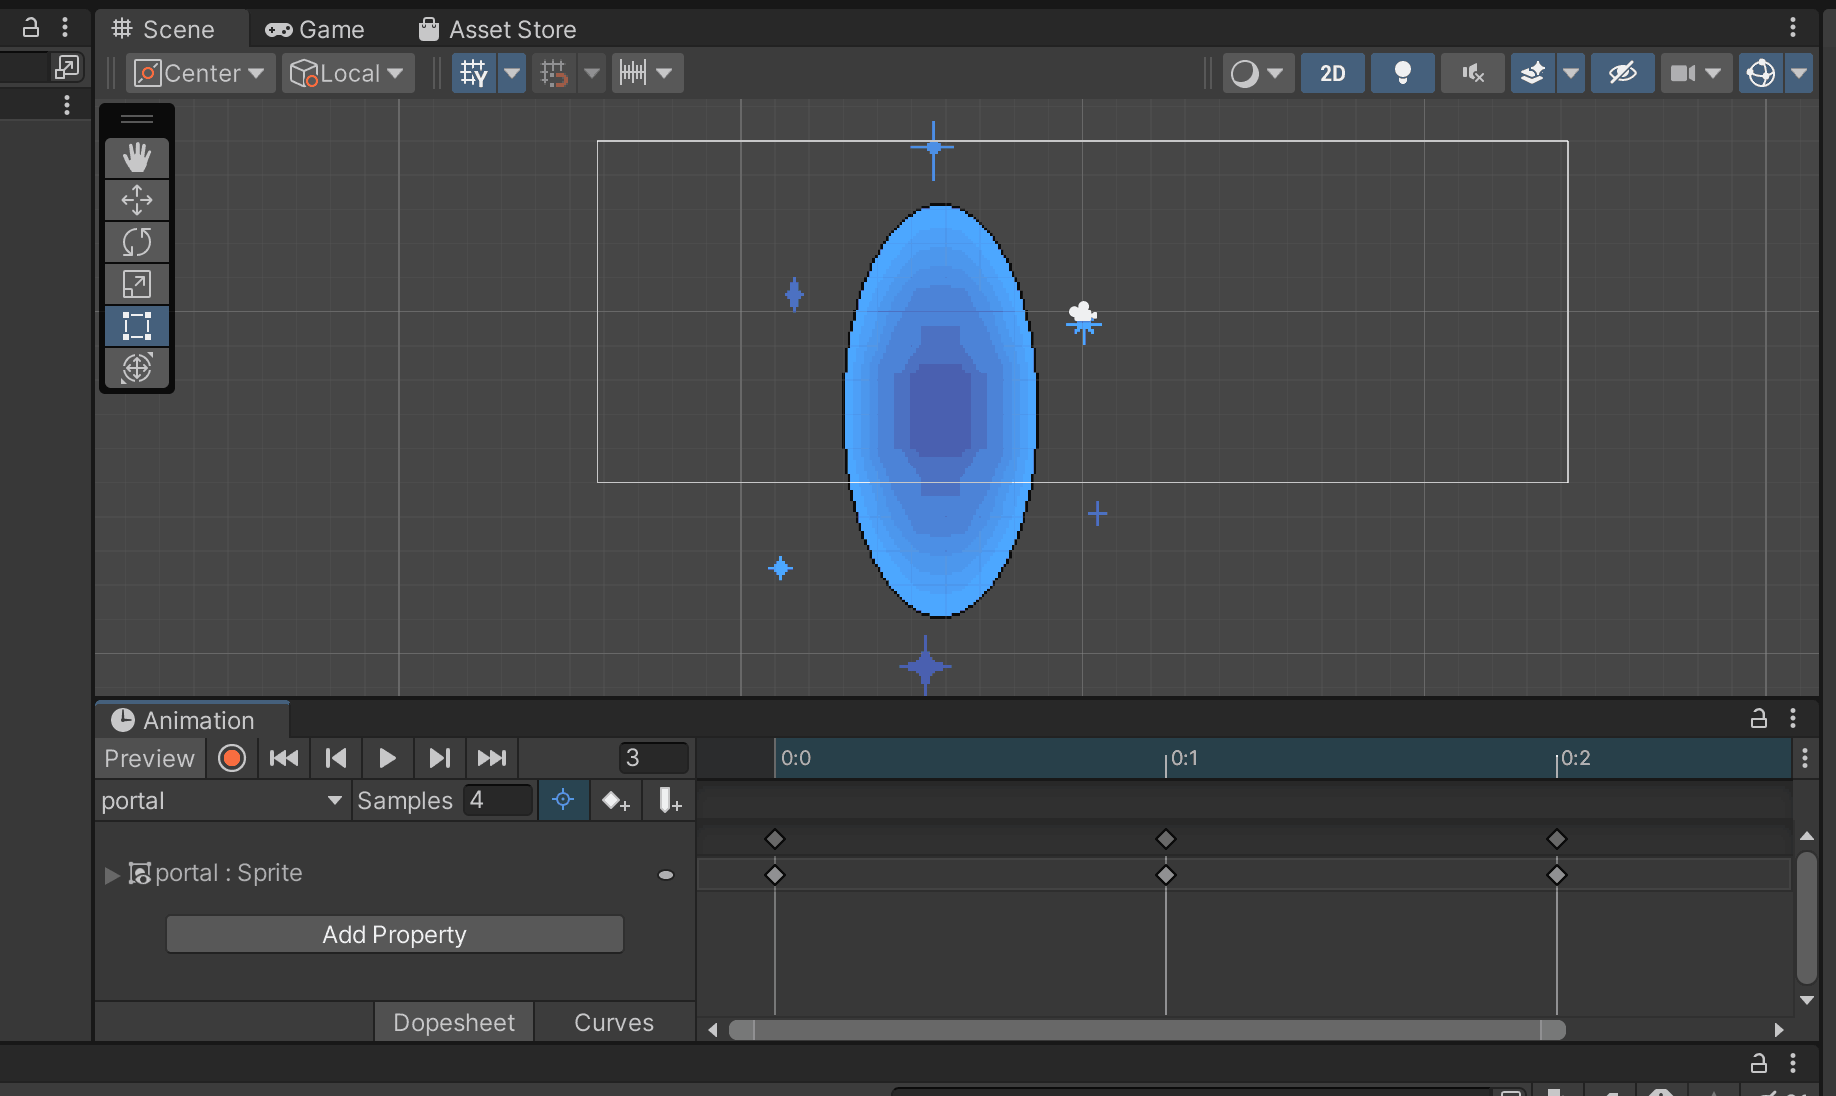 Scene Game Asset Store
Center Local 2D
Animation
Preview 3 0:0 0:1 0:2
portal Samples 4
portal : Sprite
Add Property
Dopesheet Curves